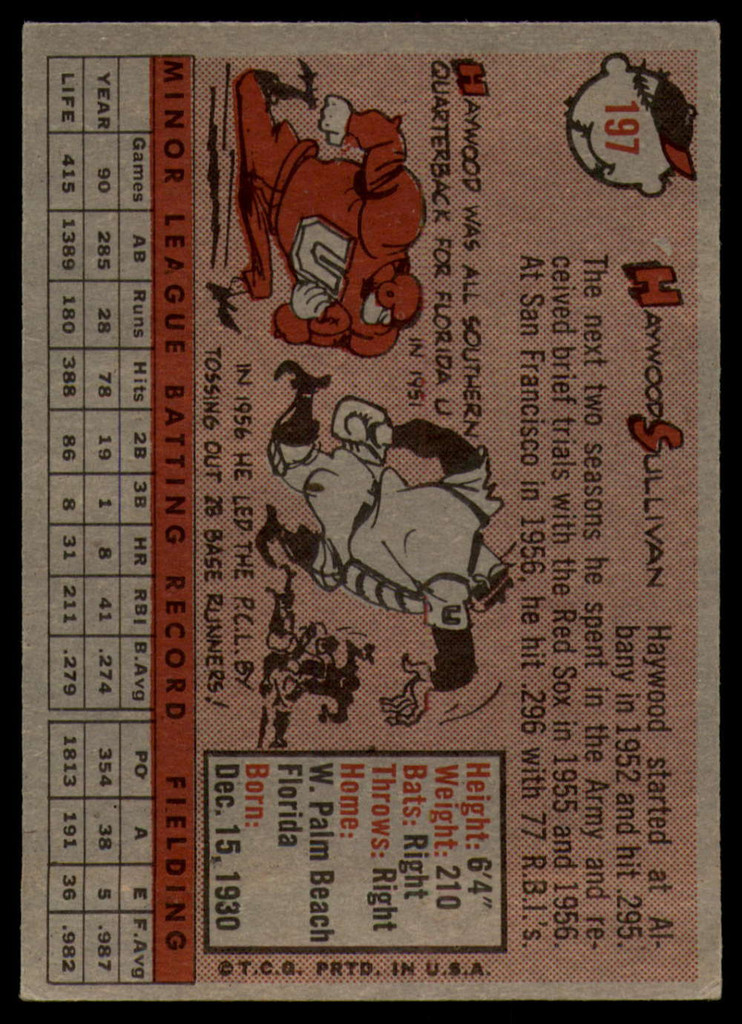 197
HAYWOOD SULLIVAN
Haywood started at Al-
bany in 1952 and hit .295.
The next two seasons he spent in the Army and re-
ceived brief trials with the Red Sox in 1955 and 1956.
At San Francisco in 1956, he hit .296 with 77 R.B.I.'s.
HAYWOOD WAS ALL SOUTHERN
QUARTERBACK FOR FLORIDA U
IN 1951
U
IN 1956 HE LED THE P.C.L. BY
TOSSING OUT 28 BASE RUNNERS!
Height: 6'4"
Weight: 210
Bats: Right
Throws: Right
Home:
W. Palm Beach
Florida
Born:
Dec. 15, 1930
© T.C.G. PRTD. IN U.S.A.
MINOR LEAGUE BATTING RECORD FIELDING
Games AB Runs Hits 2B 3B HR RBI B.Avg PO A E F.Avg
YEAR 90 285 28 78 19 1 8 41 .274 354 38 5 .987
LIFE 415 1389 180 388 86 8 31 211 .279 1813 191 36 .982